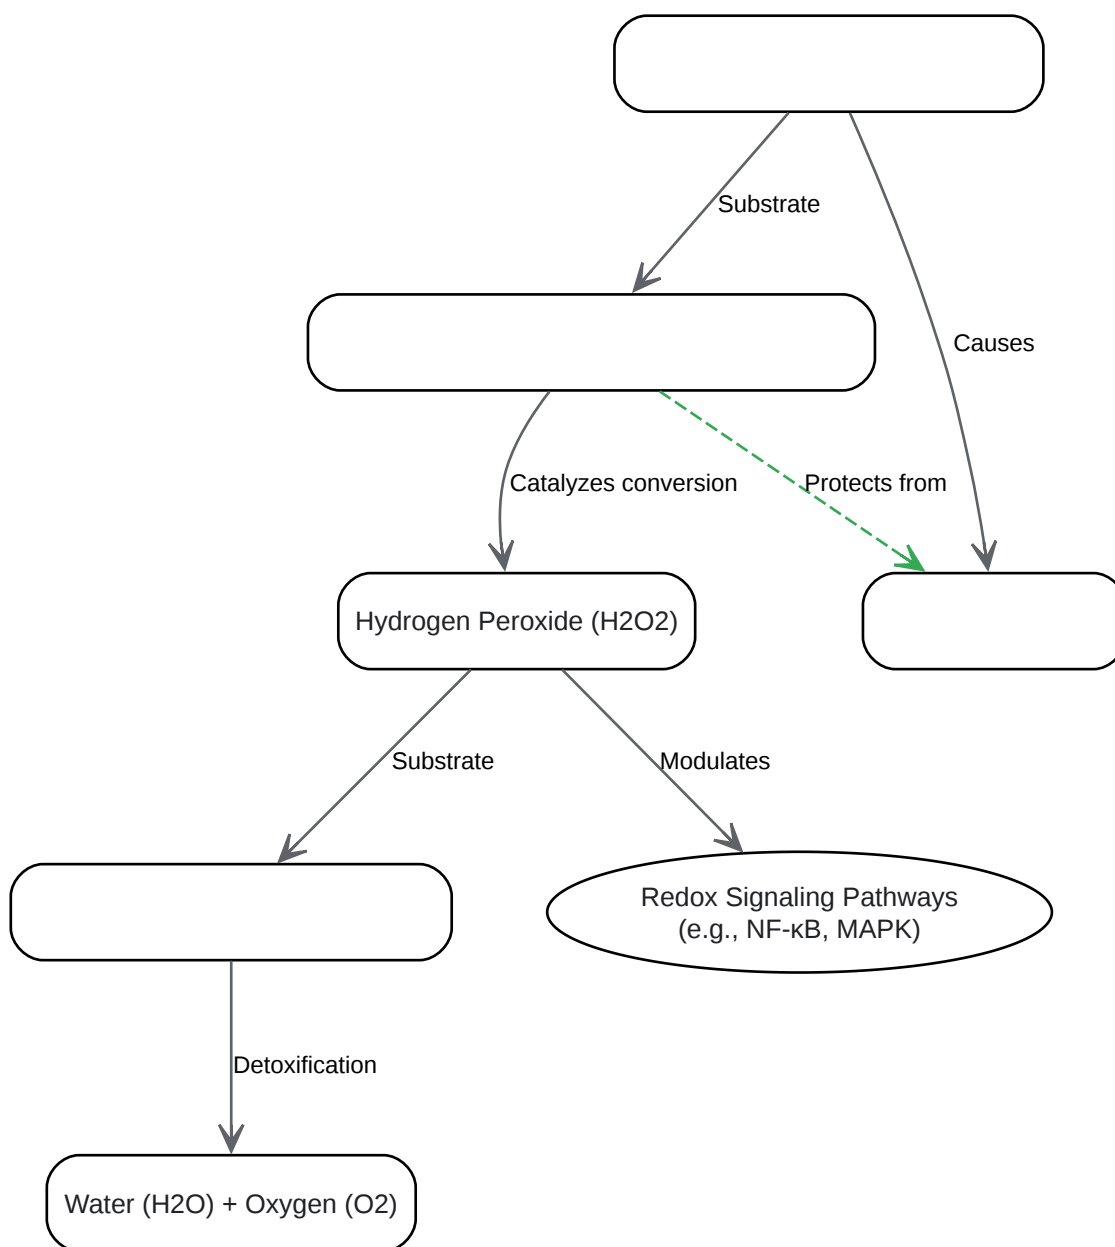 Substrate
Causes
Catalyzes conversion
Protects from
Hydrogen Peroxide (H2O2)
Substrate
Modulates
Redox Signaling Pathways
(e.g., NF-κB, MAPK)
Detoxification
Water (H2O) + Oxygen (O2)